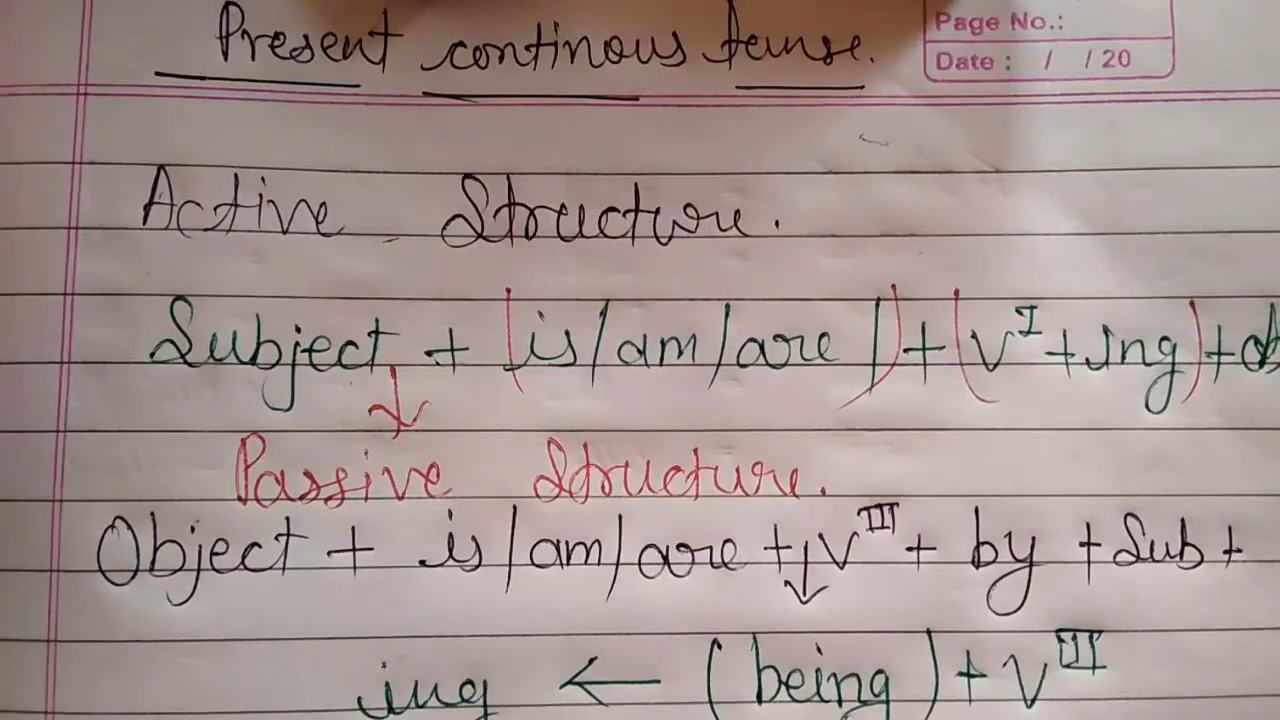 Page No.:
Present continous tense.
Date : / / 20
Active Structure.
Subject + (is/am/are) + (V^I + ing) + ob
Passive Structure.
Object + is/am/are + V^III + by + Sub +
ing ← (being) + V^III